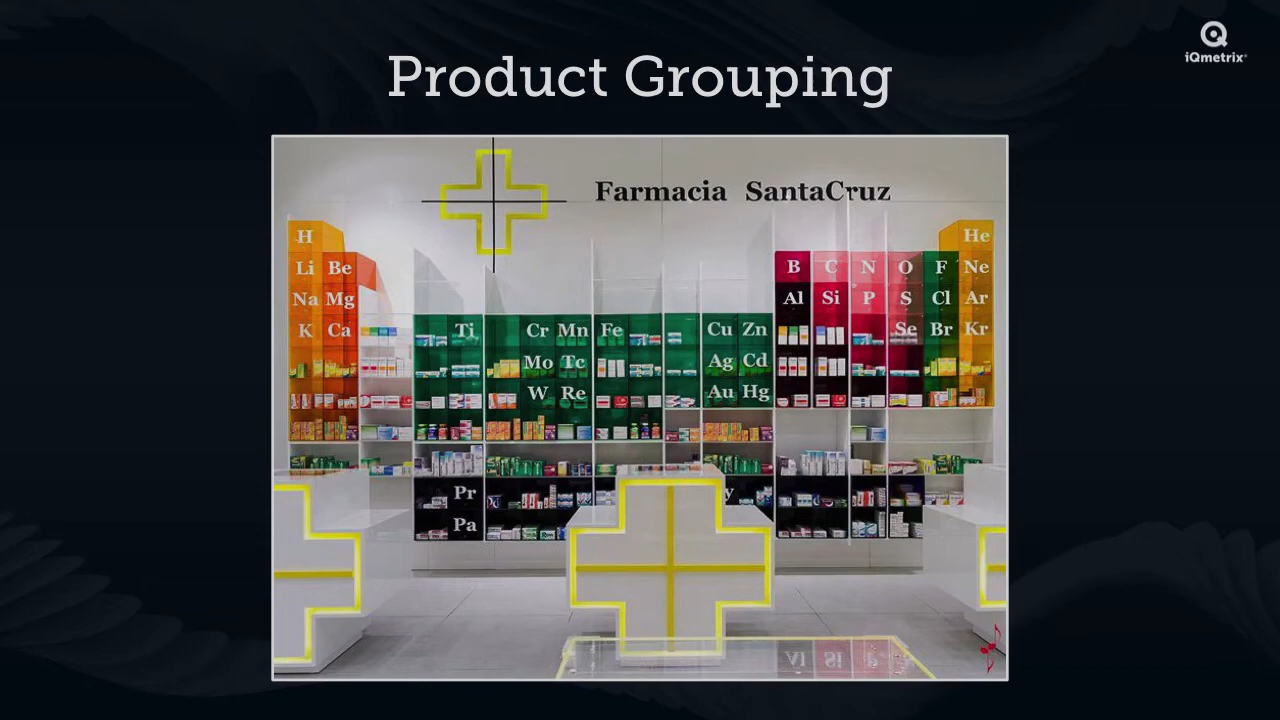 Product Grouping
iQmetrix
Farmacia SantaCruz
H He
Li Be B C N O F Ne
Na Mg Al Si P S Cl Ar
K Ca Ti Cr Mn Fe Cu Zn Se Br Kr
Mo Tc Ag Cd
W Re Au Hg
Pr y
Pa